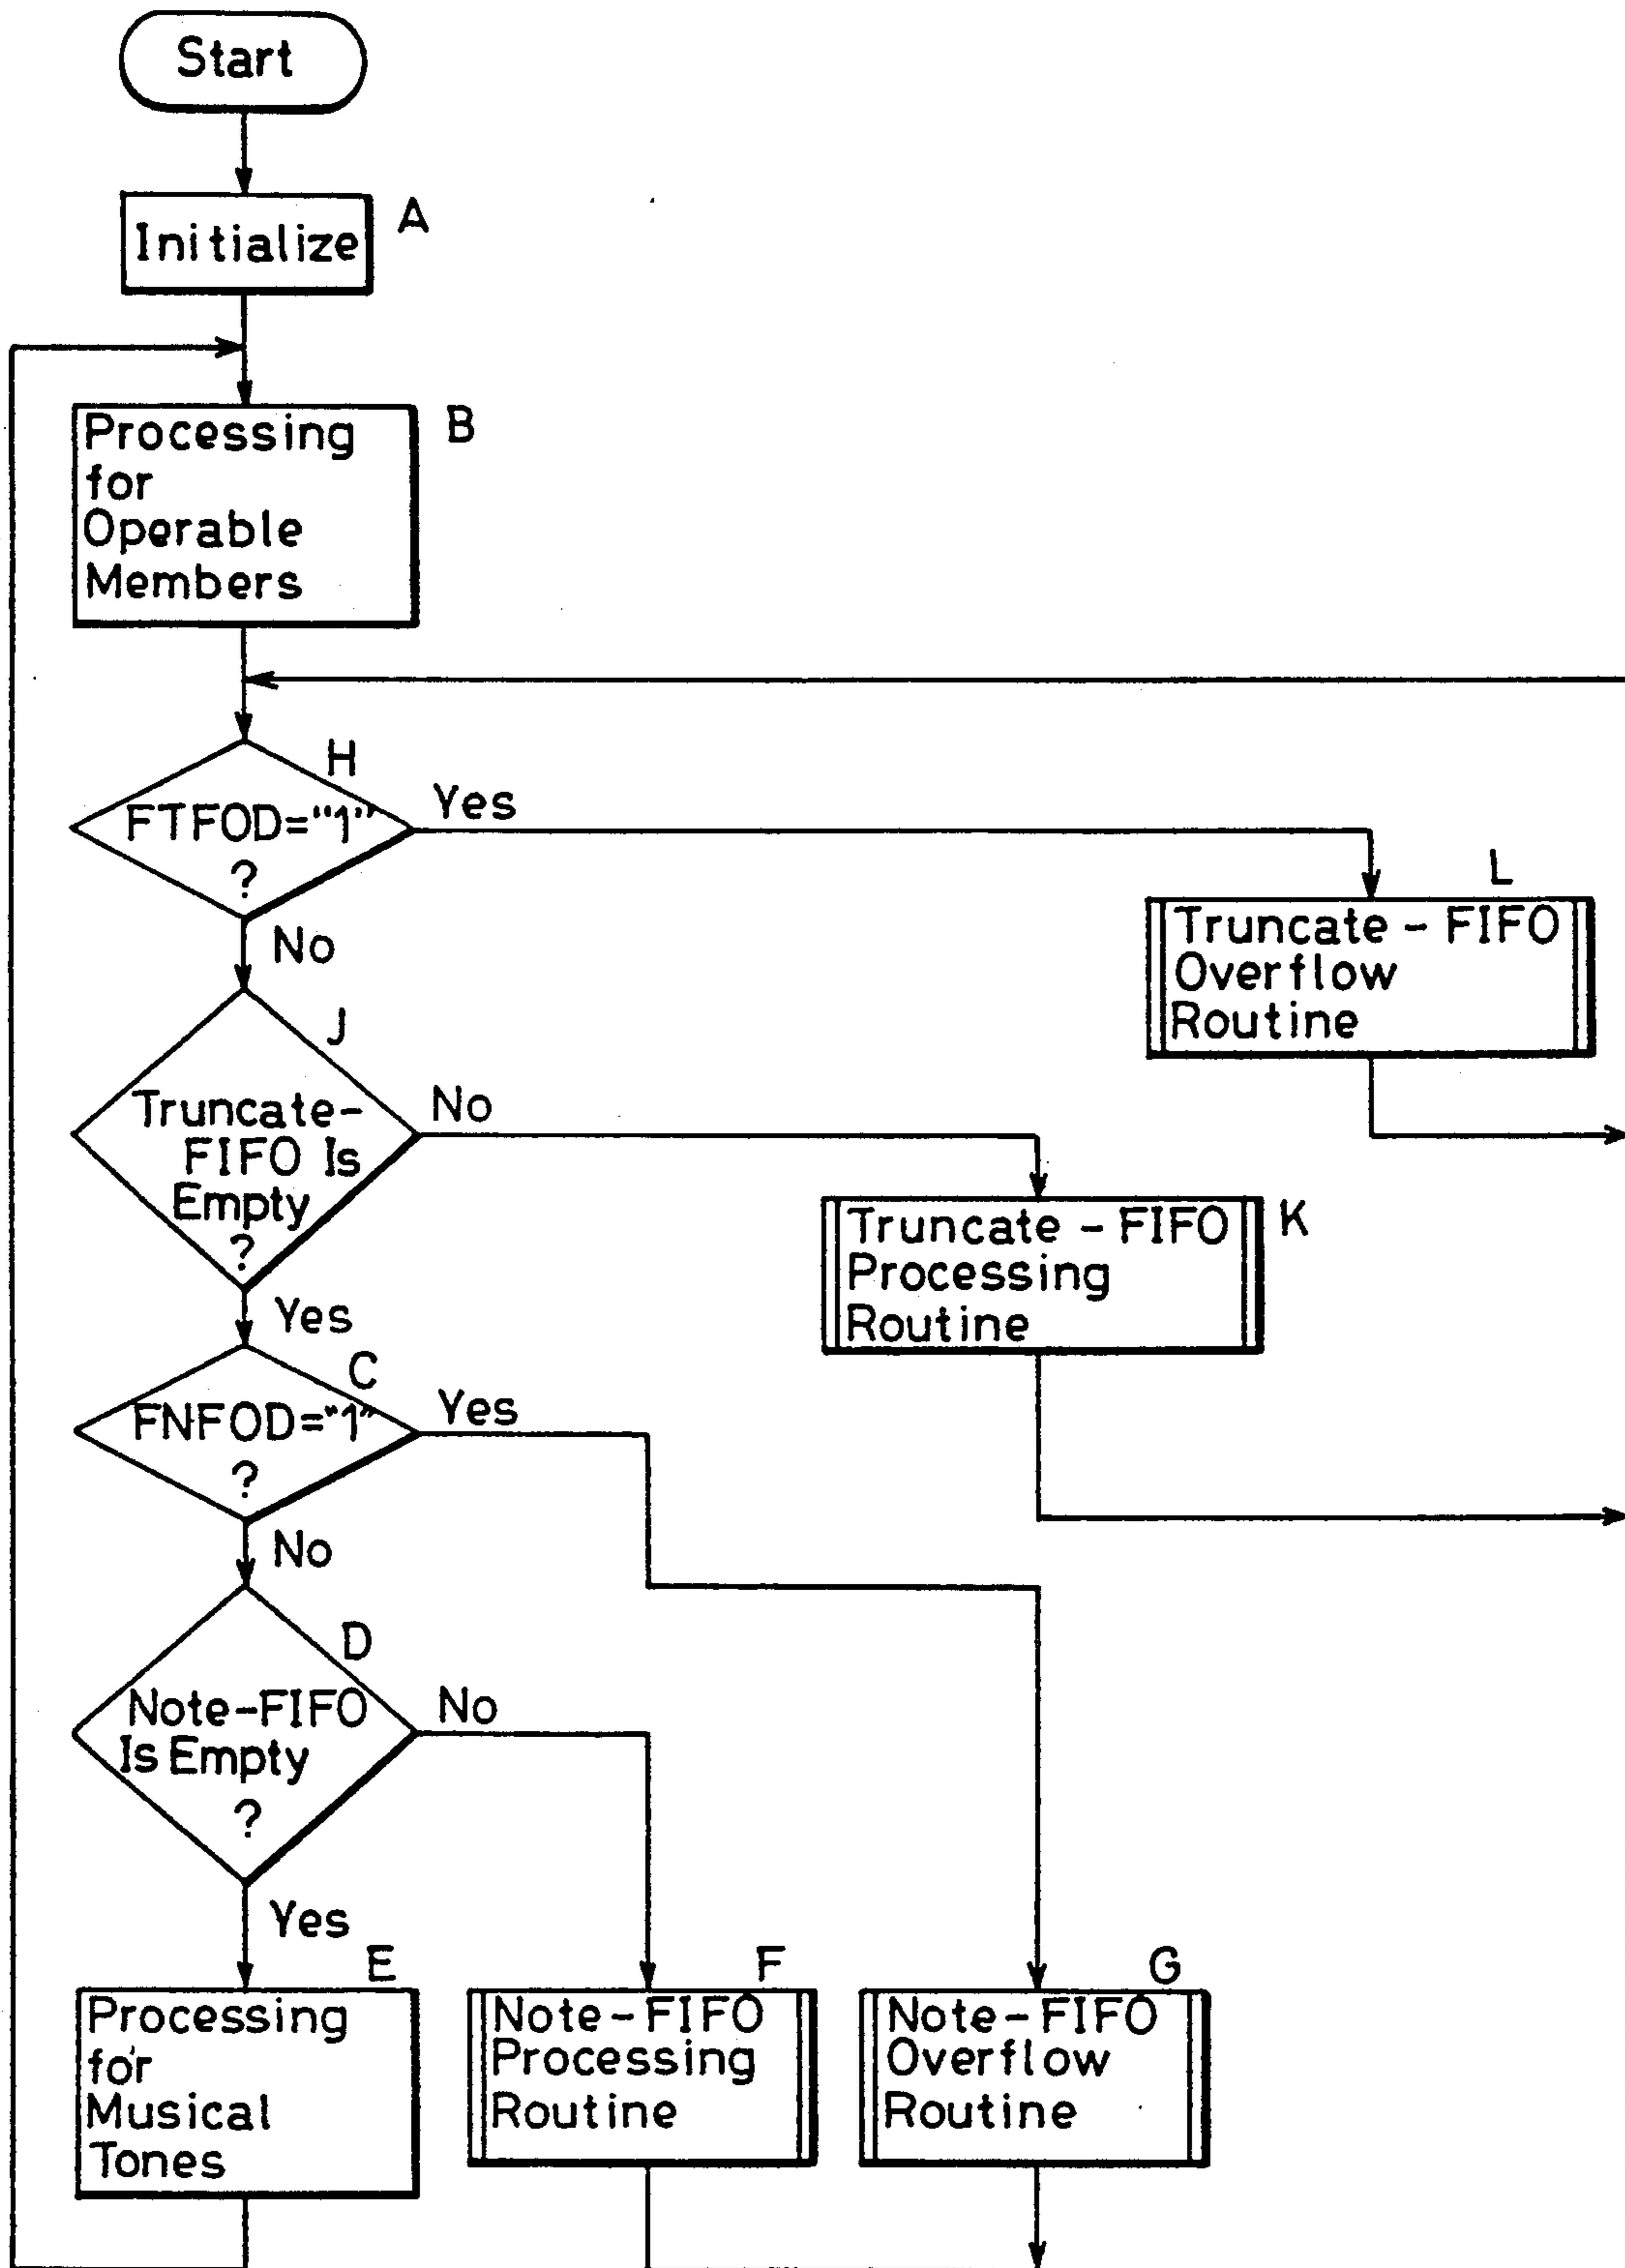 Start
A
Initialize
B
Processing
for
Operable
Members
H
FTFOD="1"
?
Yes
No
L
Truncate - FIFO
Overflow
Routine
J
Truncate-
FIFO Is
Empty
?
No
Yes
K
Truncate - FIFO
Processing
Routine
C
FNFOD="1"
?
Yes
No
D
Note-FIFO
Is Empty
?
No
Yes
E
Processing
for
Musical
Tones
F
Note-FIFO
Processing
Routine
G
Note-FIFO
Overflow
Routine